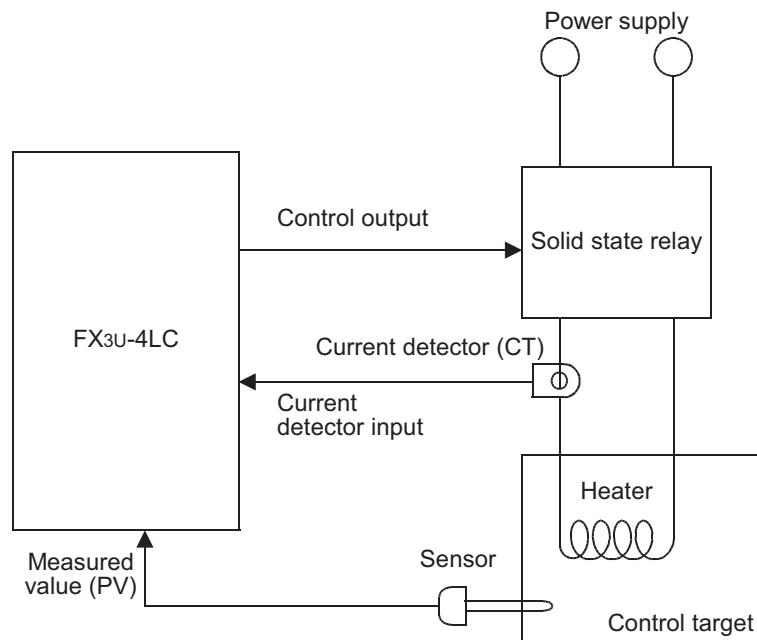 Power supply
Control output
Solid state relay
FX3U-4LC
Current detector (CT)
Current
detector input
Heater
Measured
value (PV)
Sensor
Control target